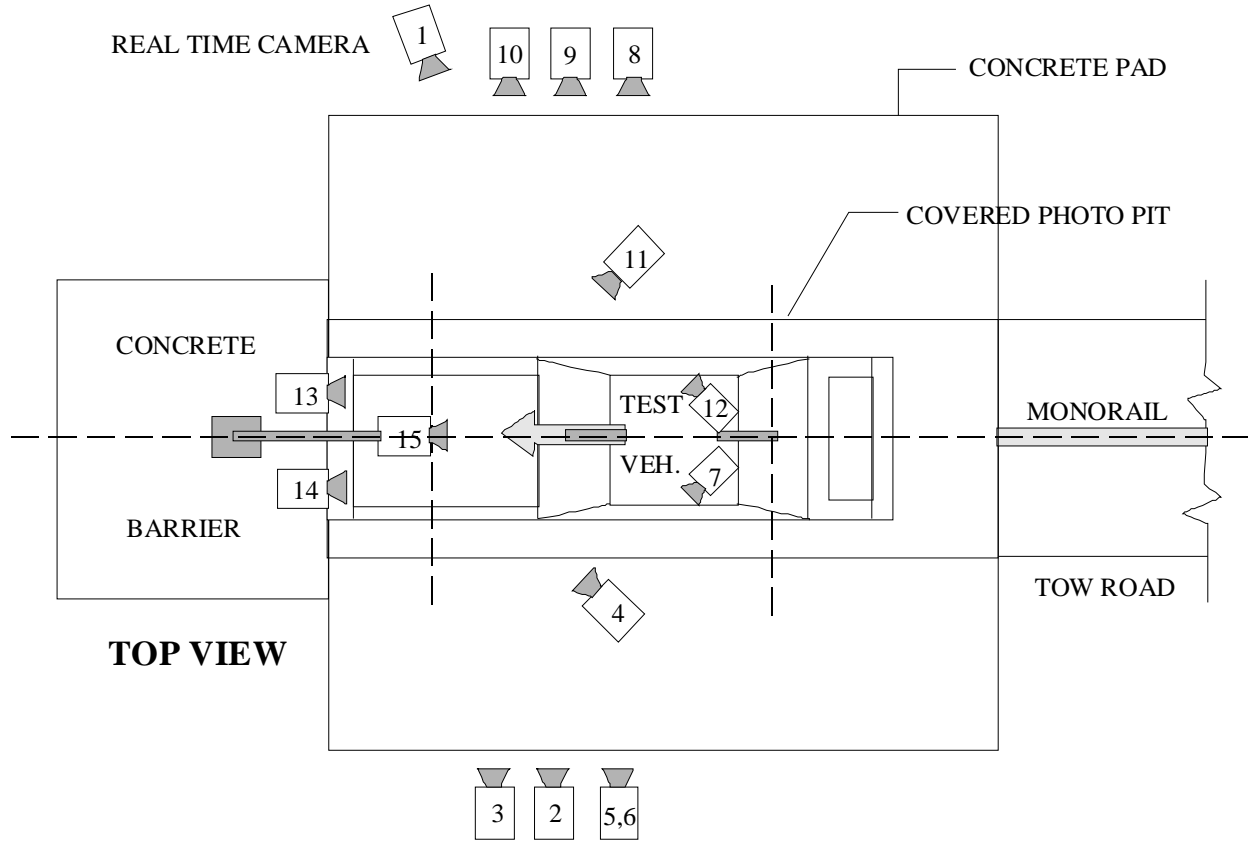 REAL TIME CAMERA
1
10
9
8
CONCRETE PAD
COVERED PHOTO PIT
11
CONCRETE
13
TEST
12
MONORAIL
15
VEH.
7
14
BARRIER
4
TOW ROAD
TOP VIEW
3
2
5,6